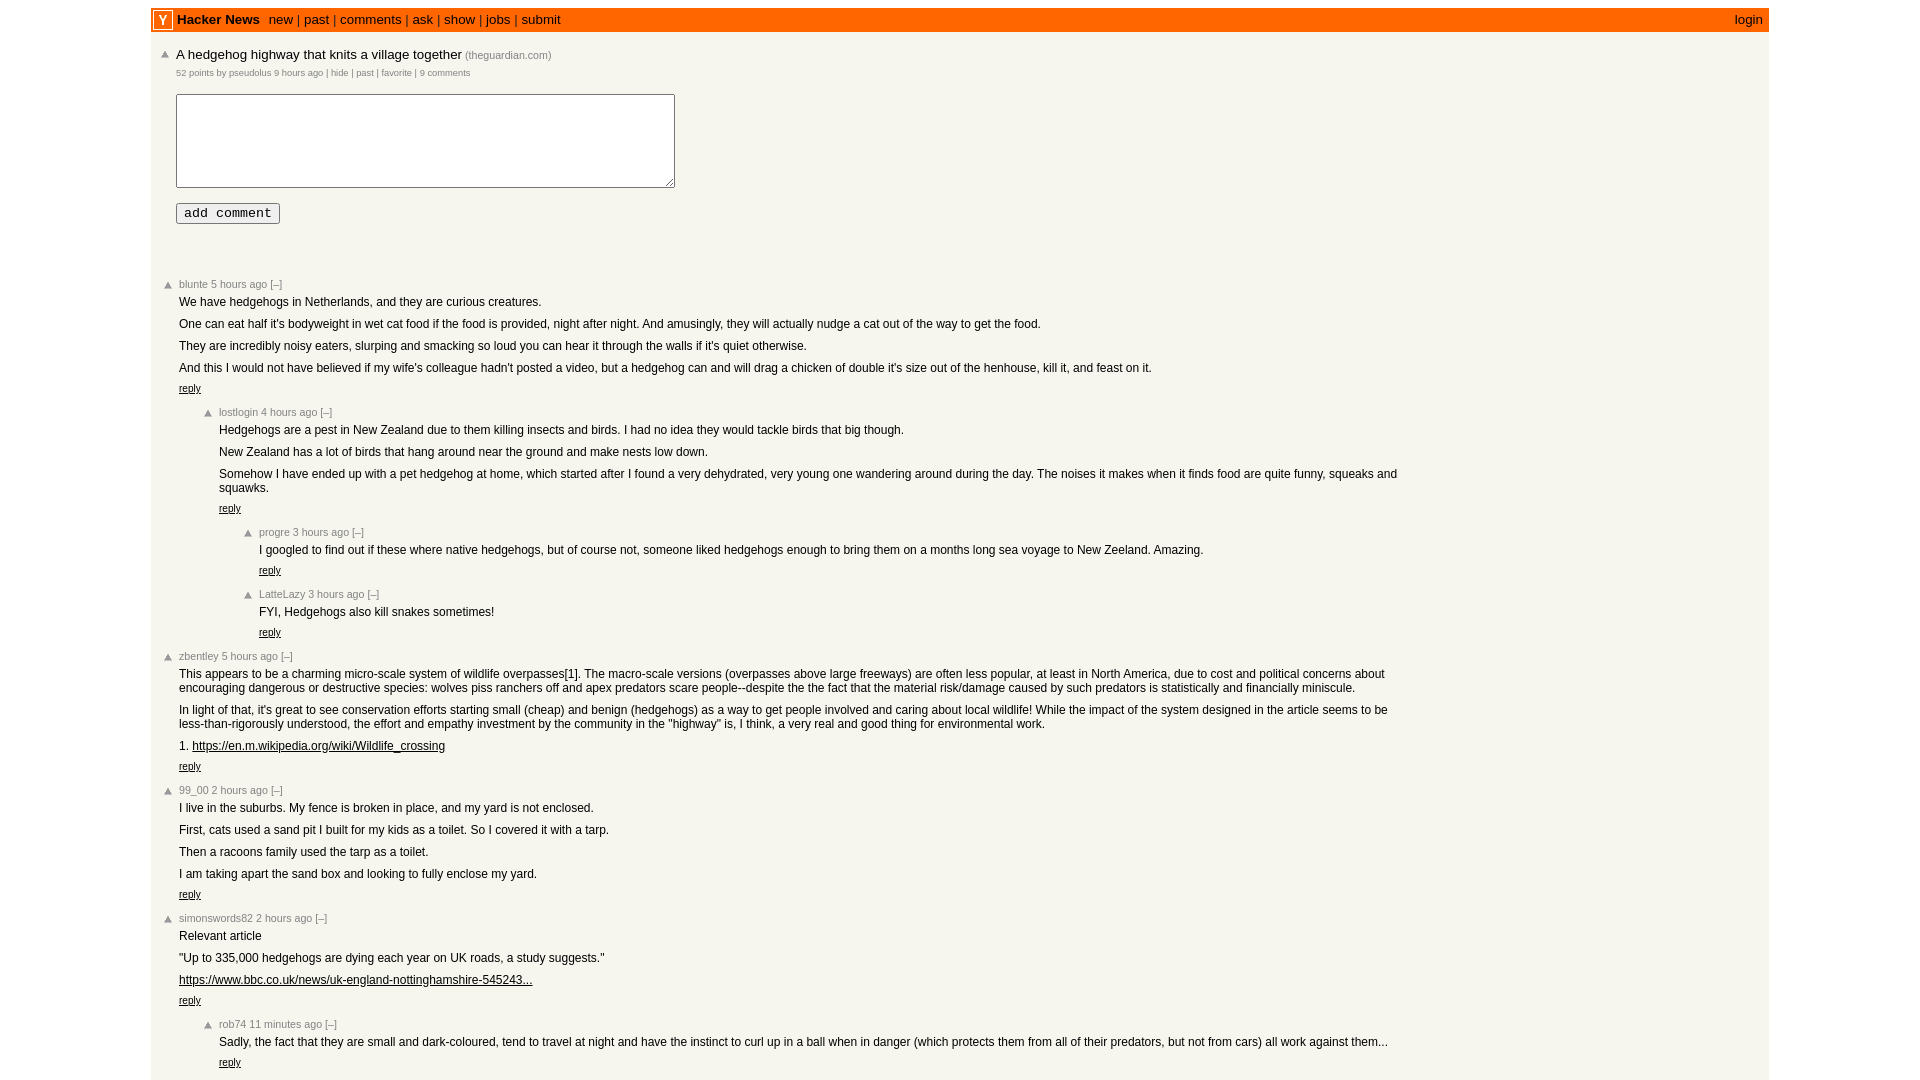 Y Hacker News new | past | comments | ask | show | jobs | submit login
A hedgehog highway that knits a village together (theguardian.com)
52 points by pseudolus 9 hours ago | hide | past | favorite | 9 comments
add comment
blunte 5 hours ago [–]
We have hedgehogs in Netherlands, and they are curious creatures.
One can eat half it's bodyweight in wet cat food if the food is provided, night after night. And amusingly, they will actually nudge a cat out of the way to get the food.
They are incredibly noisy eaters, slurping and smacking so loud you can hear it through the walls if it's quiet otherwise.
And this I would not have believed if my wife's colleague hadn't posted a video, but a hedgehog can and will drag a chicken of double it's size out of the henhouse, kill it, and feast on it.
reply
lostlogin 4 hours ago [–]
Hedgehogs are a pest in New Zealand due to them killing insects and birds. I had no idea they would tackle birds that big though.
New Zealand has a lot of birds that hang around near the ground and make nests low down.
Somehow I have ended up with a pet hedgehog at home, which started after I found a very dehydrated, very young one wandering around during the day. The noises it makes when it finds food are quite funny, squeaks and
squawks.
reply
progre 3 hours ago [–]
I googled to find out if these where native hedgehogs, but of course not, someone liked hedgehogs enough to bring them on a months long sea voyage to New Zeeland. Amazing.
reply
LatteLazy 3 hours ago [–]
FYI, Hedgehogs also kill snakes sometimes!
reply
zbentley 5 hours ago [–]
This appears to be a charming micro-scale system of wildlife overpasses[1]. The macro-scale versions (overpasses above large freeways) are often less popular, at least in North America, due to cost and political concerns about
encouraging dangerous or destructive species: wolves piss ranchers off and apex predators scare people--despite the the fact that the material risk/damage caused by such predators is statistically and financially miniscule.
In light of that, it's great to see conservation efforts starting small (cheap) and benign (hedgehogs) as a way to get people involved and caring about local wildlife! While the impact of the system designed in the article seems to be
less-than-rigorously understood, the effort and empathy investment by the community in the "highway" is, I think, a very real and good thing for environmental work.
1. https://en.m.wikipedia.org/wiki/Wildlife_crossing
reply
99_00 2 hours ago [–]
I live in the suburbs. My fence is broken in place, and my yard is not enclosed.
First, cats used a sand pit I built for my kids as a toilet. So I covered it with a tarp.
Then a racoons family used the tarp as a toilet.
I am taking apart the sand box and looking to fully enclose my yard.
reply
simonswords82 2 hours ago [–]
Relevant article
"Up to 335,000 hedgehogs are dying each year on UK roads, a study suggests."
https://www.bbc.co.uk/news/uk-england-nottinghamshire-545243...
reply
rob74 11 minutes ago [–]
Sadly, the fact that they are small and dark-coloured, tend to travel at night and have the instinct to curl up in a ball when in danger (which protects them from all of their predators, but not from cars) all work against them...
reply